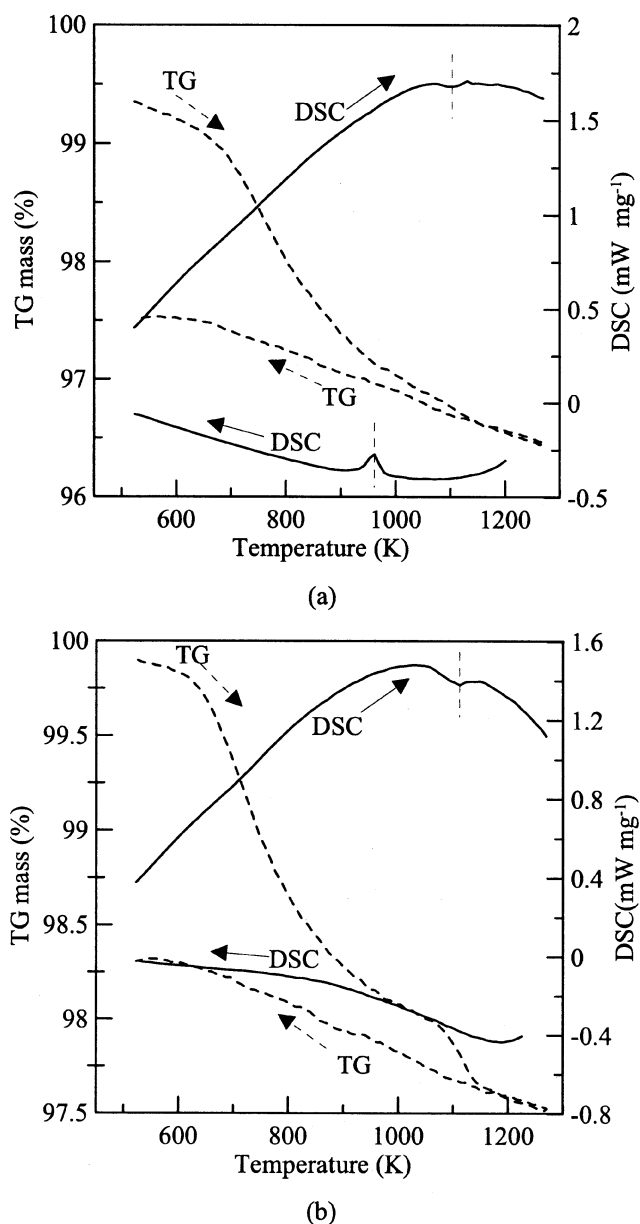 100
99
98
97
96
TG mass (%)
2
1.5
1
0.5
0
-0.5
DSC (mW mg-1)
TG
DSC
TG
DSC
600
800
1000
1200
Temperature (K)
(a)
100
99.5
99
98.5
98
97.5
TG mass (%)
1.6
1.2
0.8
0.4
0
-0.4
-0.8
DSC(mW mg-1)
TG
DSC
DSC
TG
600
800
1000
1200
Temperature (K)
(b)